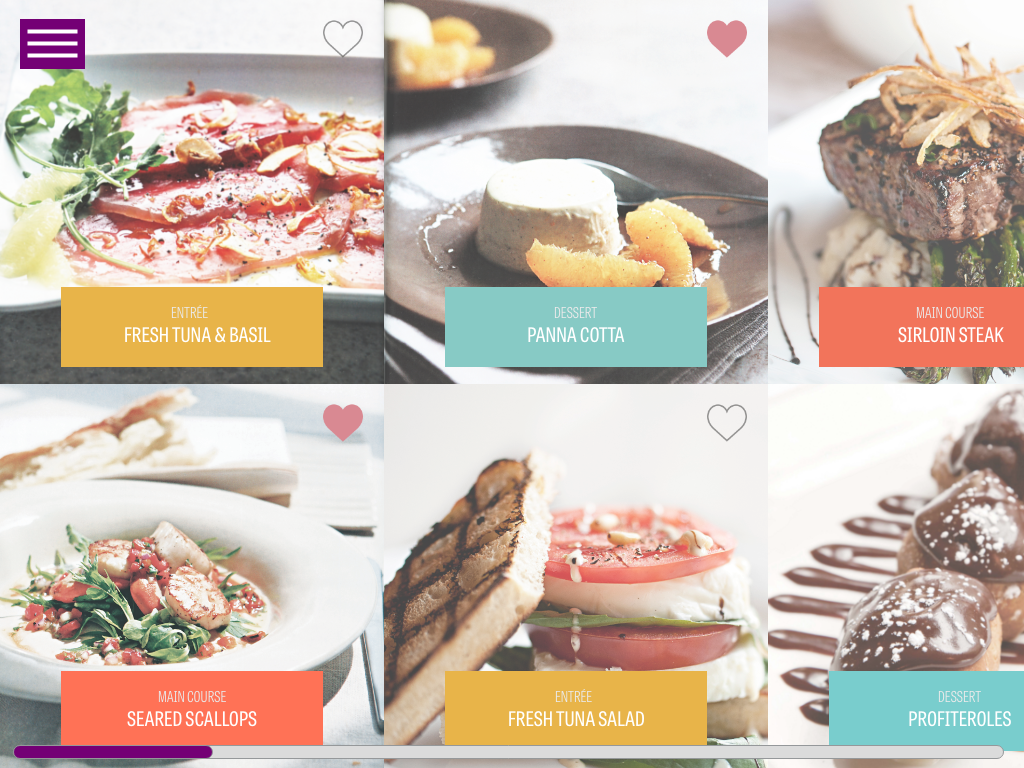 ENTRÉE
FRESH TUNA & BASIL
DESSERT
PANNA COTTA
MAIN COURSE
SIRLOIN STEAK
MAIN COURSE
SEARED SCALLOPS
ENTRÉE
FRESH TUNA SALAD
DESSERT
PROFITEROLES